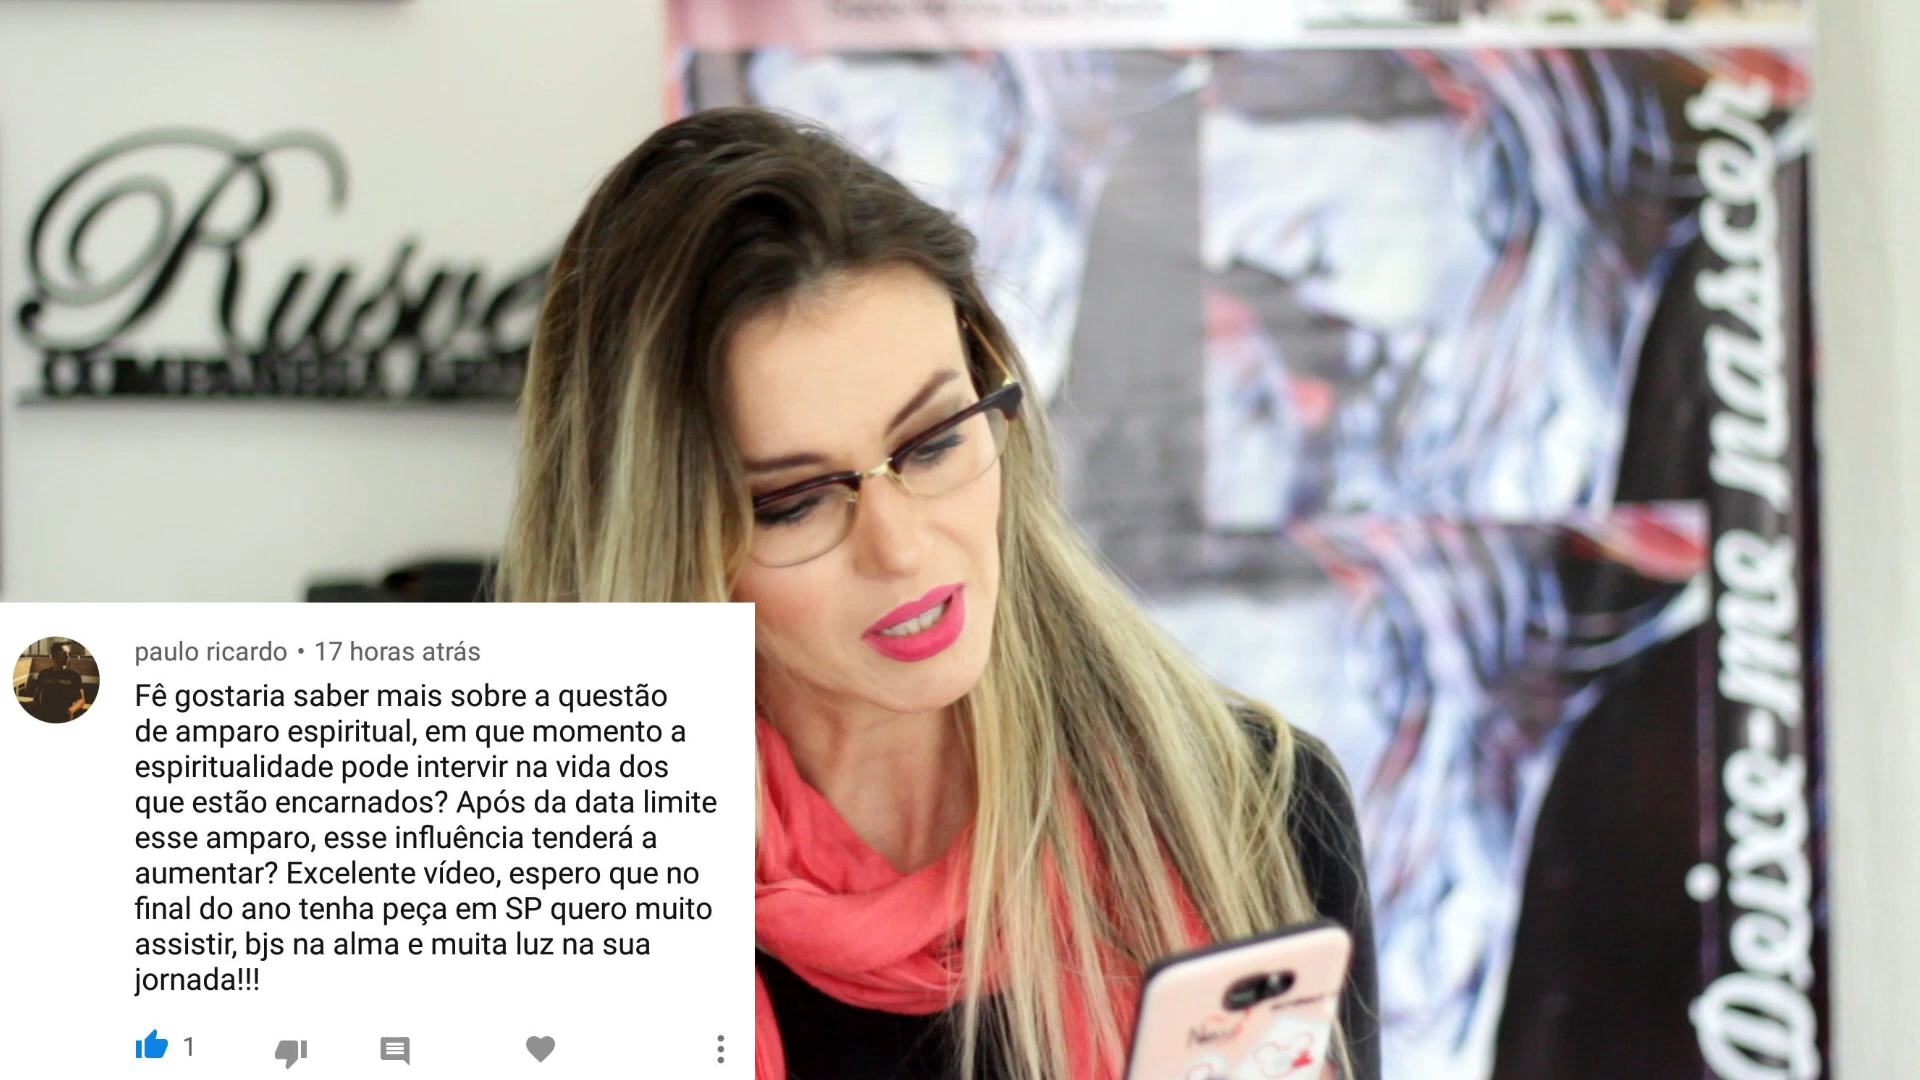 Rusve
COMPANHIA
Deixe-me nascer
paulo ricardo • 17 horas atrás
Fê gostaria saber mais sobre a questão
de amparo espiritual, em que momento a
espiritualidade pode intervir na vida dos
que estão encarnados? Após da data limite
esse amparo, esse influência tenderá a
aumentar? Excelente vídeo, espero que no
final do ano tenha peça em SP quero muito
assistir, bjs na alma e muita luz na sua
jornada!!!
1